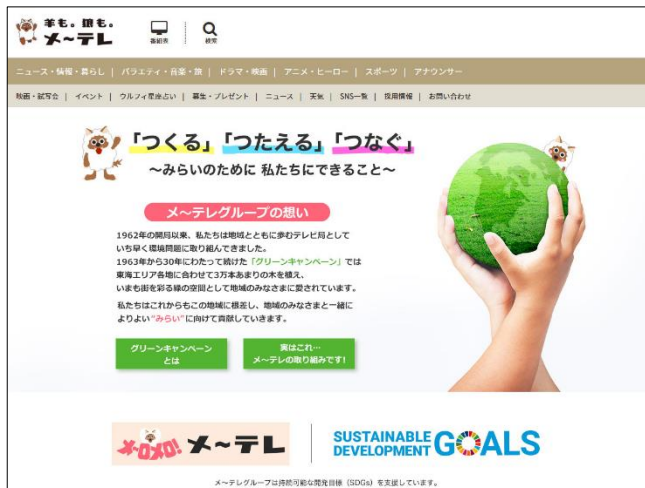 羊も。狼も。
メ〜テレ
番組表
検索
ニュース・情報・暮らし | バラエティ・音楽・旅 | ドラマ・映画 | アニメ・ヒーロー | スポーツ | アナウンサー
映画・試写会 | イベント | ウルフィ星座占い | 募集・プレゼント | ニュース | 天気 | SNS一覧 | 採用情報 | お問い合わせ
「つくる」「つたえる」「つなぐ」
〜みらいのために 私たちにできること〜
メ〜テレグループの想い
1962年の開局以来、私たちは地域とともに歩むテレビ局として
いち早く環境問題に取り組んできました。
1963年から30年にわたって続けた「グリーンキャンペーン」では
東海エリア各地に合わせて3万本あまりの木を植え、
いまも街を彩る緑の空間として地域のみなさまに愛されています。
私たちはこれからもこの地域に根差し、地域のみなさまと一緒に
よりよい“みらい”に向けて貢献していきます。
グリーンキャンペーン
とは
実はこれ…
メ〜テレの取り組みです!
メ〜ロメロ! メ〜テレ
SUSTAINABLE
DEVELOPMENT GOALS
メ〜テレグループは持続可能な開発目標（SDGs）を支援しています。